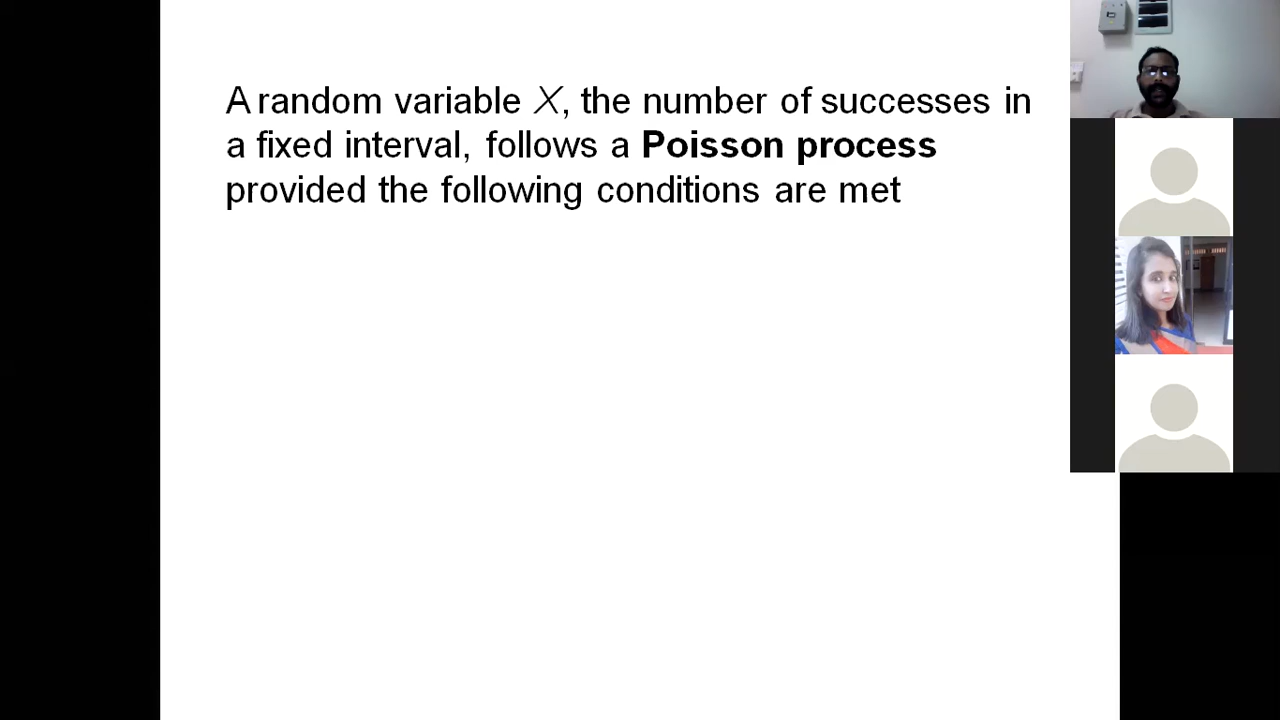 A random variable X, the number of successes in
a fixed interval, follows a Poisson process
provided the following conditions are met